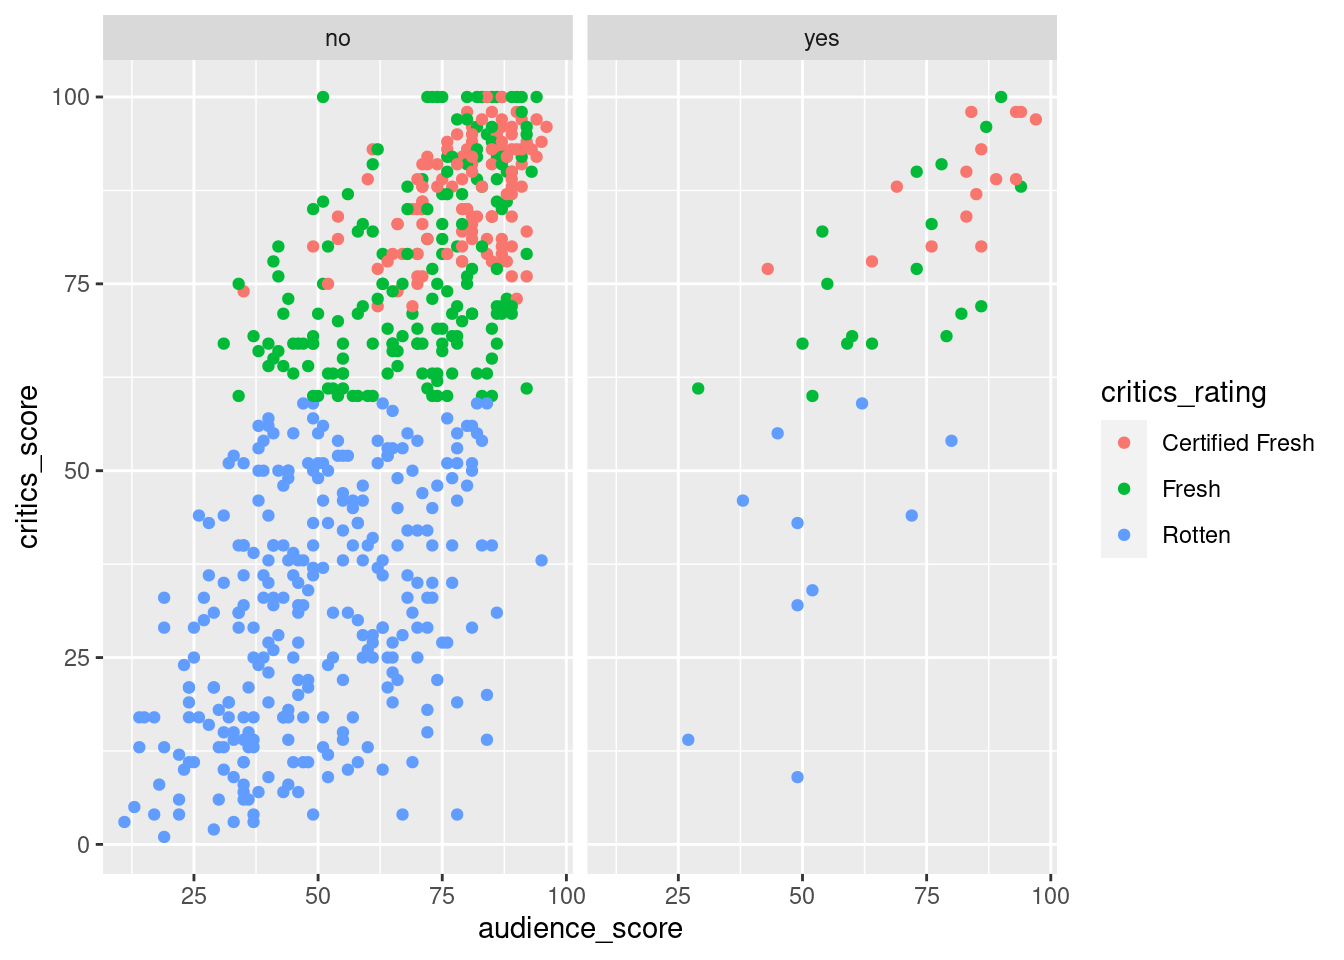 no
yes
100
75
50
25
0
critics_score
25
50
75
100
25
50
75
100
audience_score
critics_rating
Certified Fresh
Fresh
Rotten